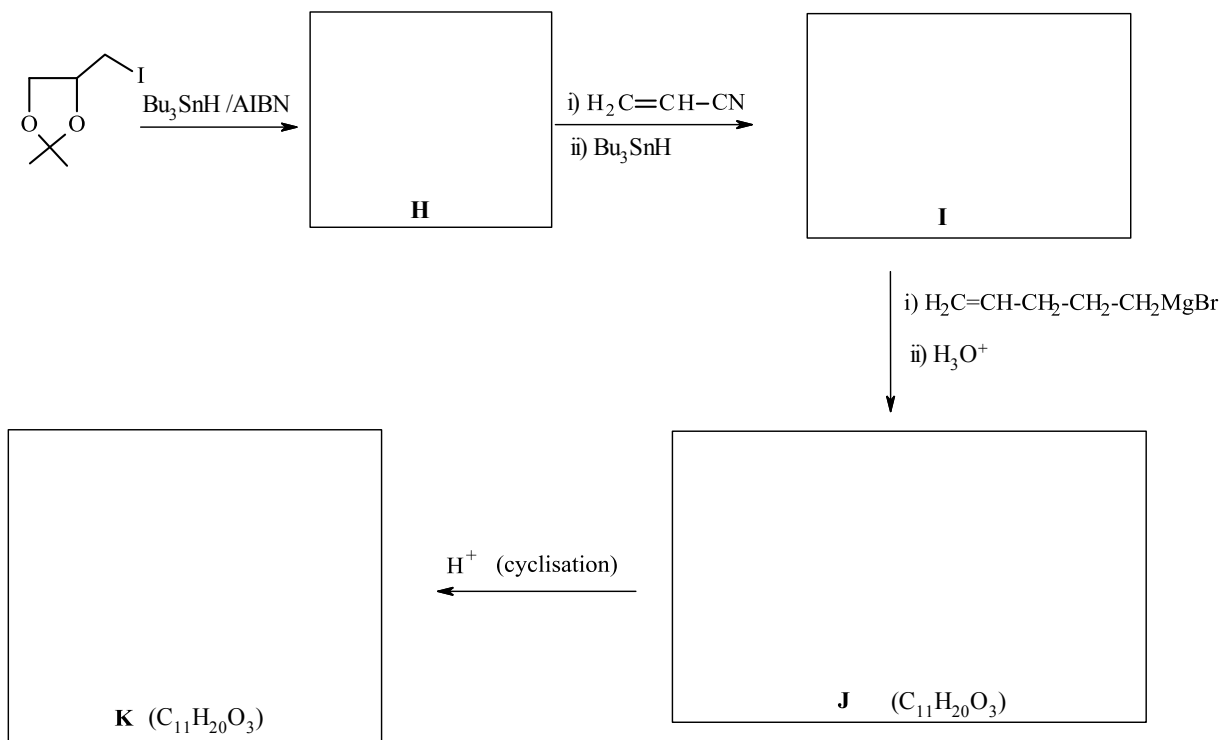 I
O
O
Bu₃SnH /AIBN
H
i) H₂C=CH-CN
ii) Bu₃SnH
I
i) H₂C=CH-CH₂-CH₂-CH₂MgBr
ii) H₃O⁺
J (C₁₁H₂₀O₃)
H⁺ (cyclisation)
K (C₁₁H₂₀O₃)